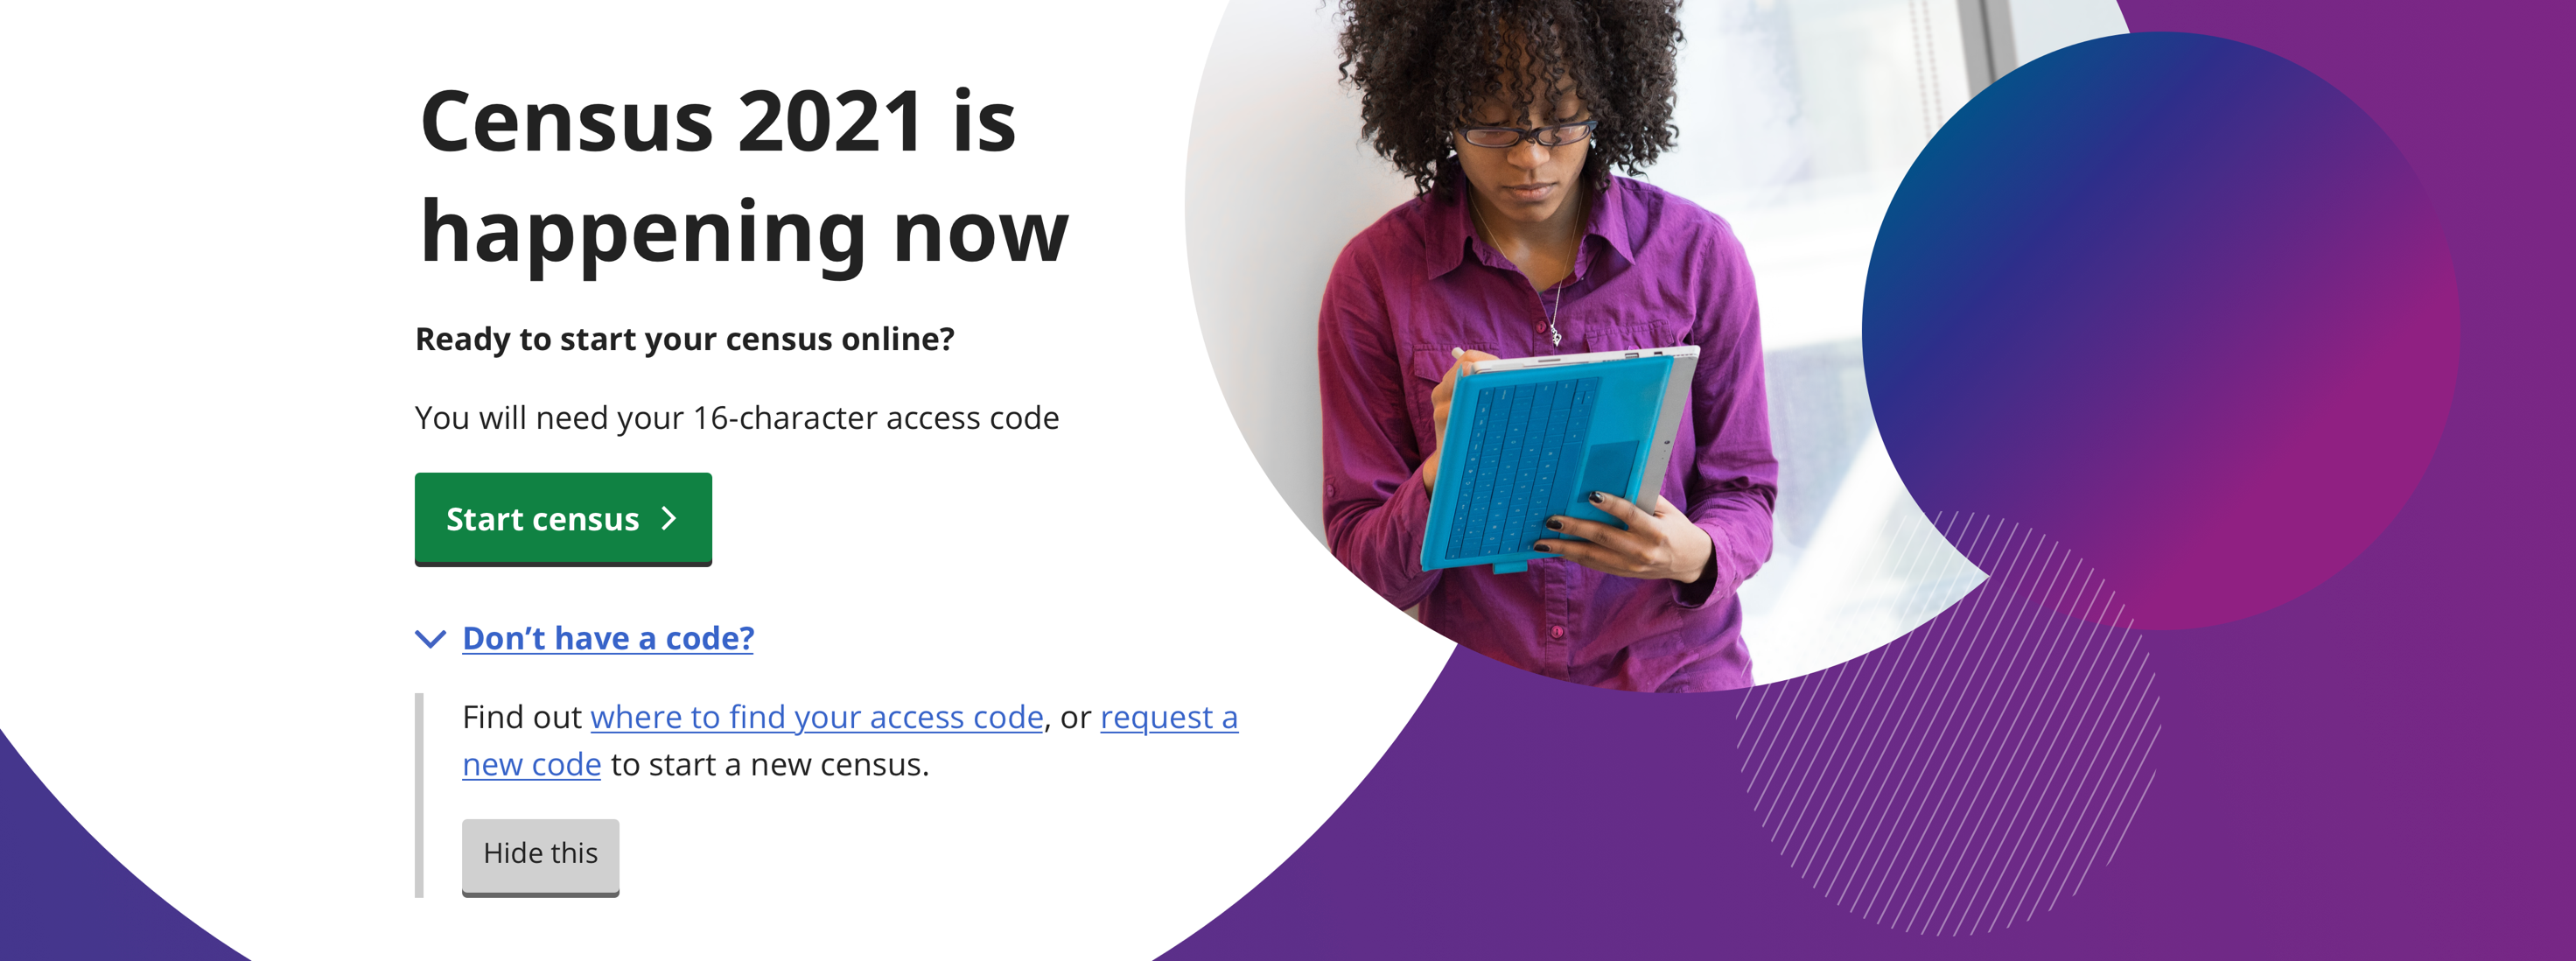 Census 2021 is
happening now
Ready to start your census online?
You will need your 16-character access code
Start census
Don’t have a code?
Find out where to find your access code, or request a
new code to start a new census.
Hide this